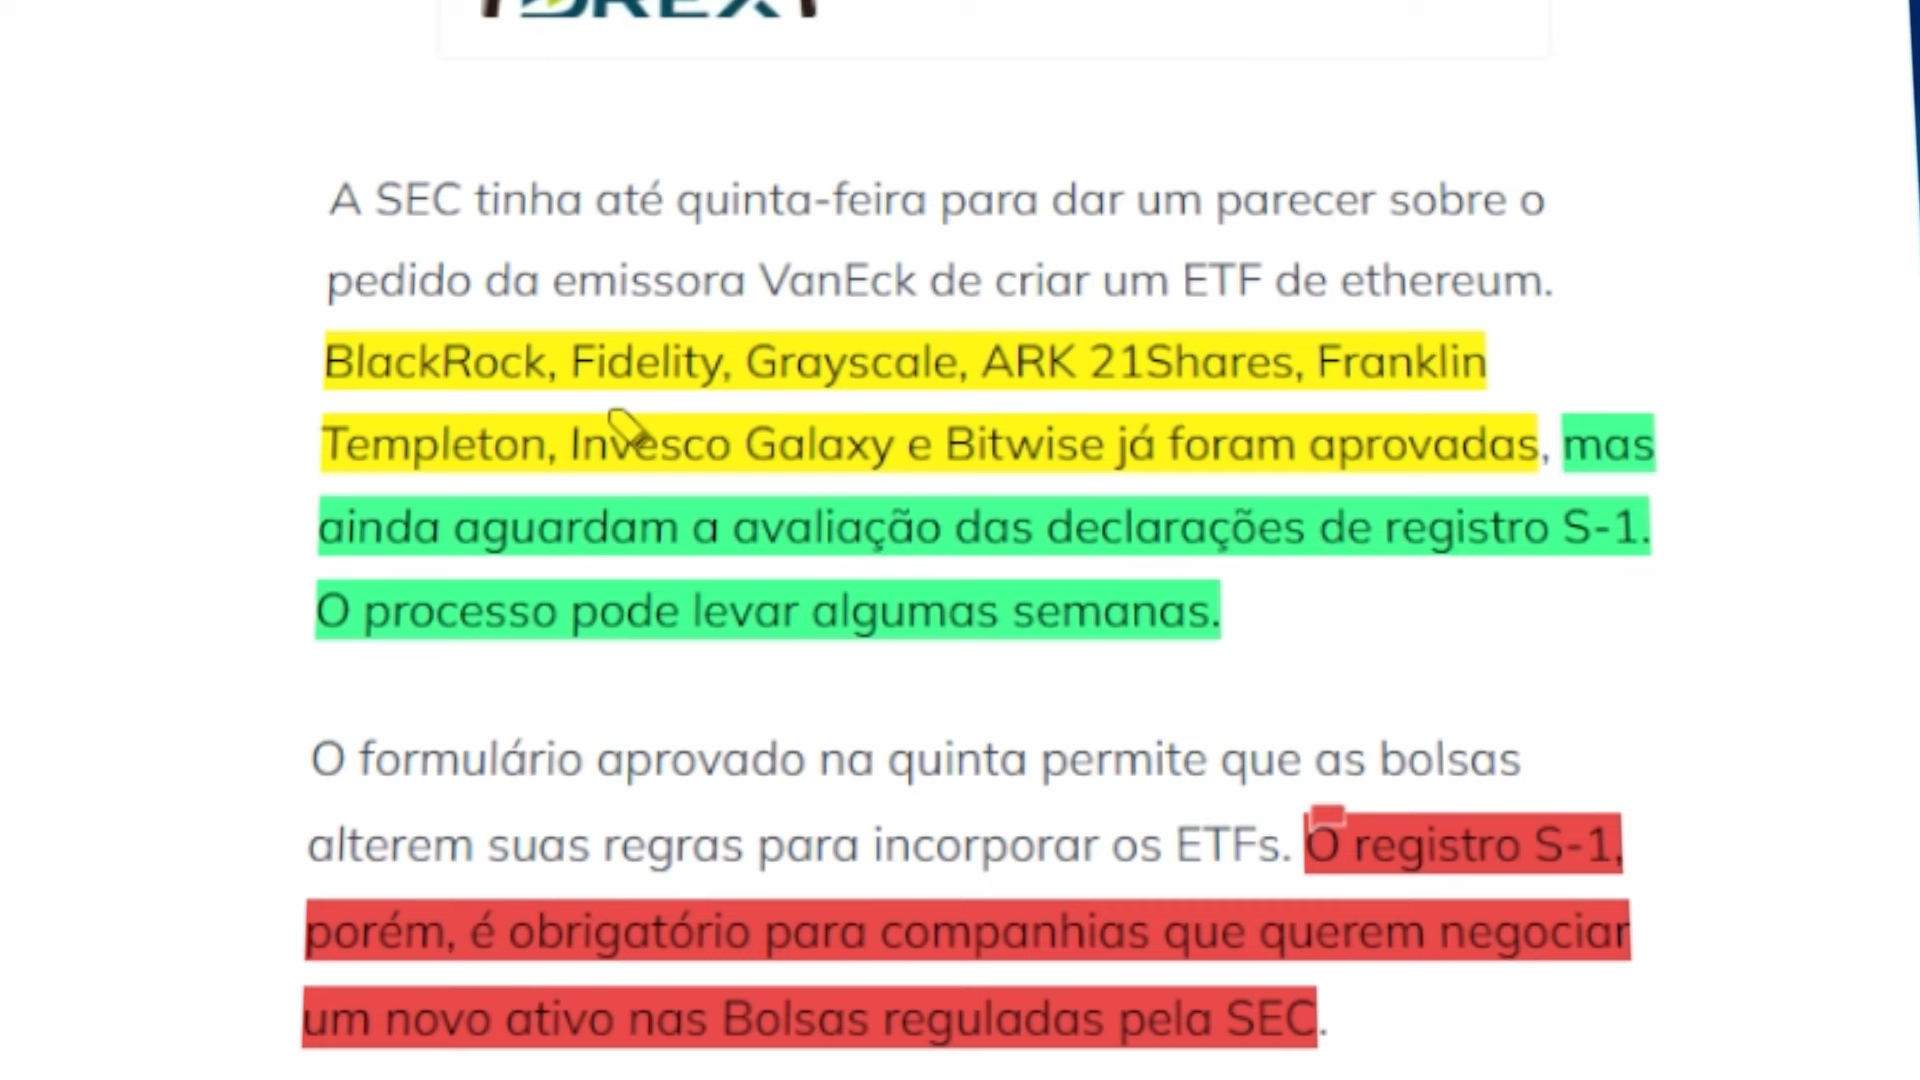 DREX
A SEC tinha até quinta-feira para dar um parecer sobre o
pedido da emissora VanEck de criar um ETF de ethereum.
BlackRock, Fidelity, Grayscale, ARK 21Shares, Franklin
Templeton, Invesco Galaxy e Bitwise já foram aprovadas, mas
ainda aguardam a avaliação das declarações de registro S-1.
O processo pode levar algumas semanas.
O formulário aprovado na quinta permite que as bolsas
alterem suas regras para incorporar os ETFs. O registro S-1,
porém, é obrigatório para companhias que querem negociar
um novo ativo nas Bolsas reguladas pela SEC.